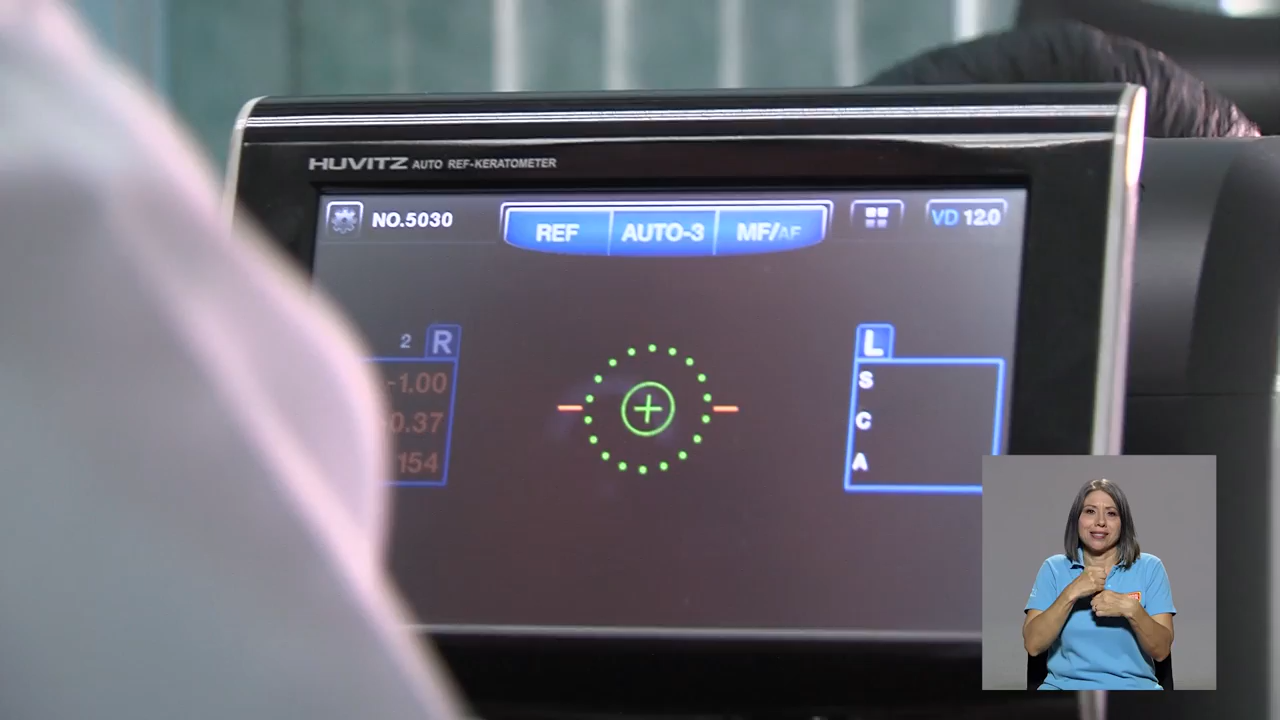 HUVITZ AUTO REF-KERATOMETER
NO.5030 REF AUTO-3 MF/AF VD 12.0
2 R
-1.00
0.37
154
L
S
C
A